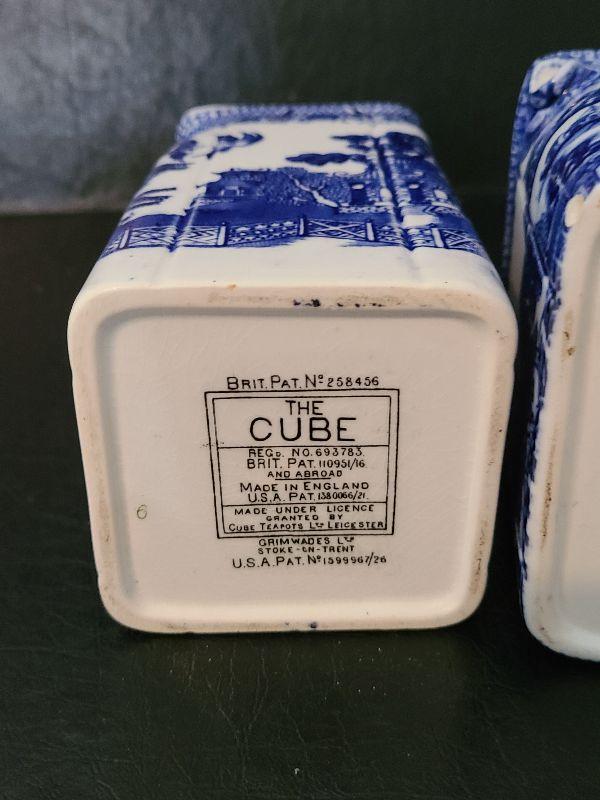 BRIT. PAT. Nº 258456
THE
CUBE
REGD. NO. 693783.
BRIT. PAT. 110951/16
AND ABROAD
MADE IN ENGLAND
U.S.A. PAT. 1380066/21.
MADE UNDER LICENCE
GRANTED BY
CUBE TEAPOTS LTD LEICESTER
GRIMWADES LTD
STOKE-ON-TRENT
U.S.A. PAT. Nº 1599967/26
6